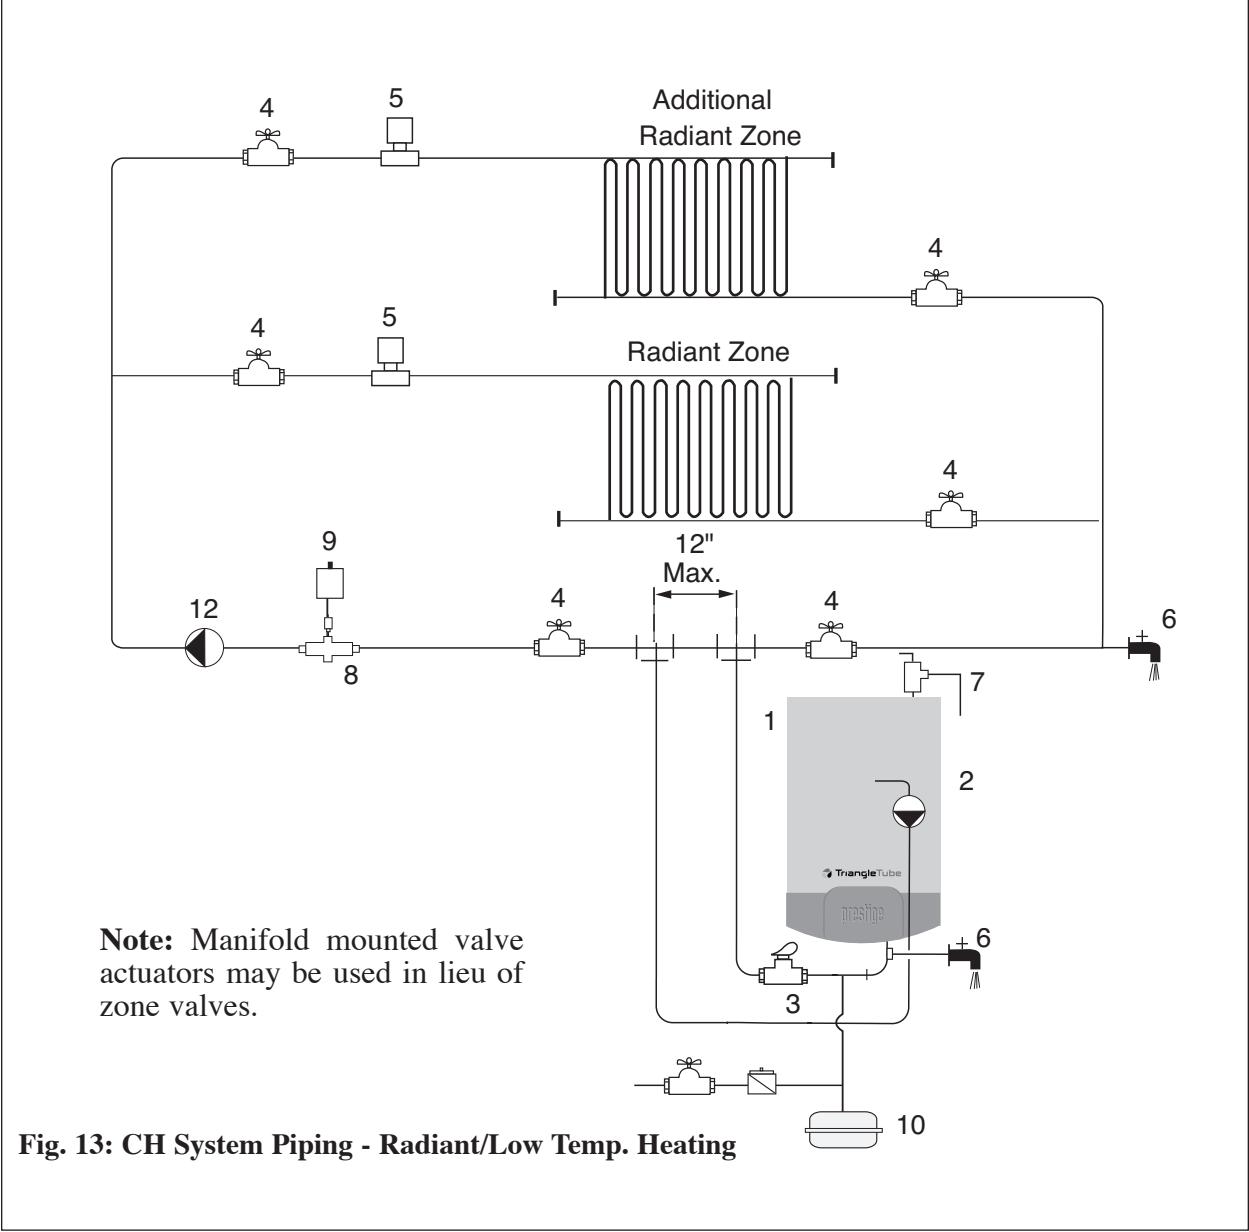 Additional
Radiant Zone
4
5
4
4
5
Radiant Zone
4
12"
Max.
9
12
4
4
6
8
7
1
2
TriangleTube
prestige
6
3
Note: Manifold mounted valve
actuators may be used in lieu of
zone valves.
10
Fig. 13: CH System Piping - Radiant/Low Temp. Heating